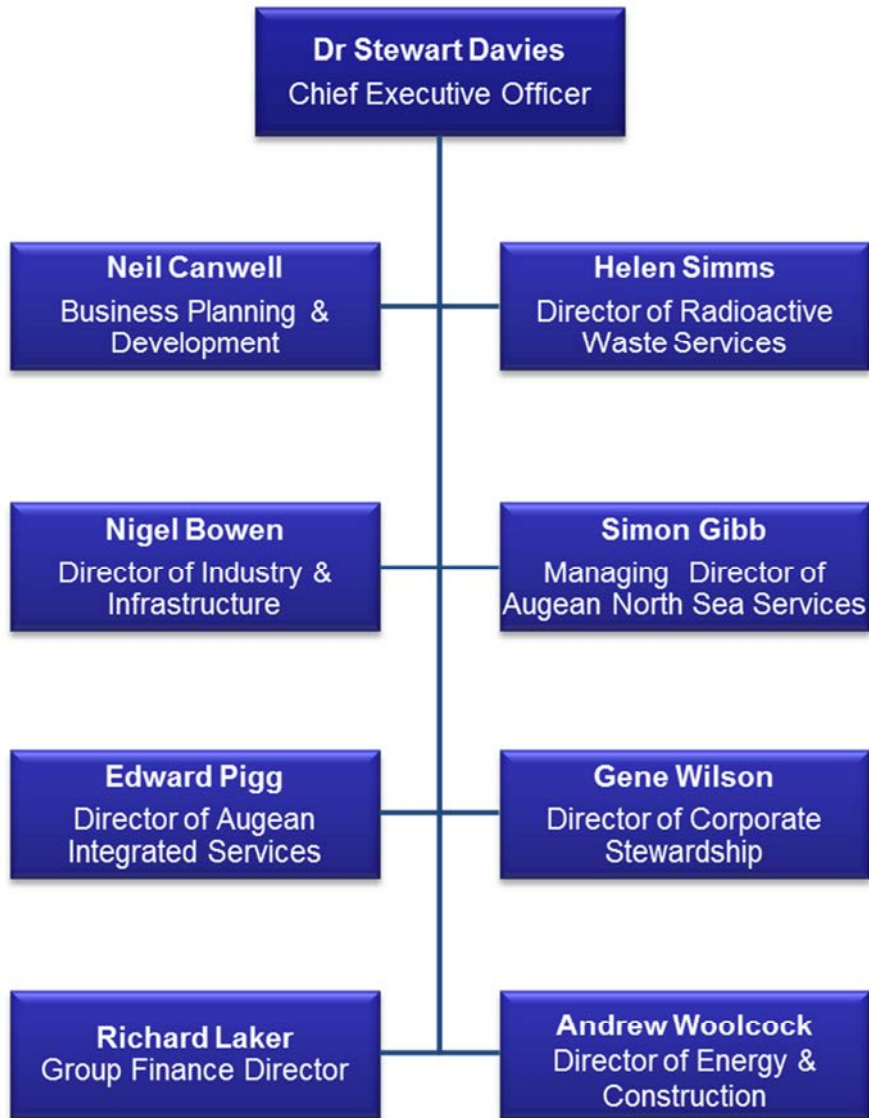 Dr Stewart Davies
Chief Executive Officer
Neil Canwell
Business Planning &
Development
Helen Simms
Director of Radioactive
Waste Services
Nigel Bowen
Director of Industry &
Infrastructure
Simon Gibb
Managing Director of
Augean North Sea Services
Edward Pigg
Director of Augean
Integrated Services
Gene Wilson
Director of Corporate
Stewardship
Richard Laker
Group Finance Director
Andrew Woolcock
Director of Energy &
Construction